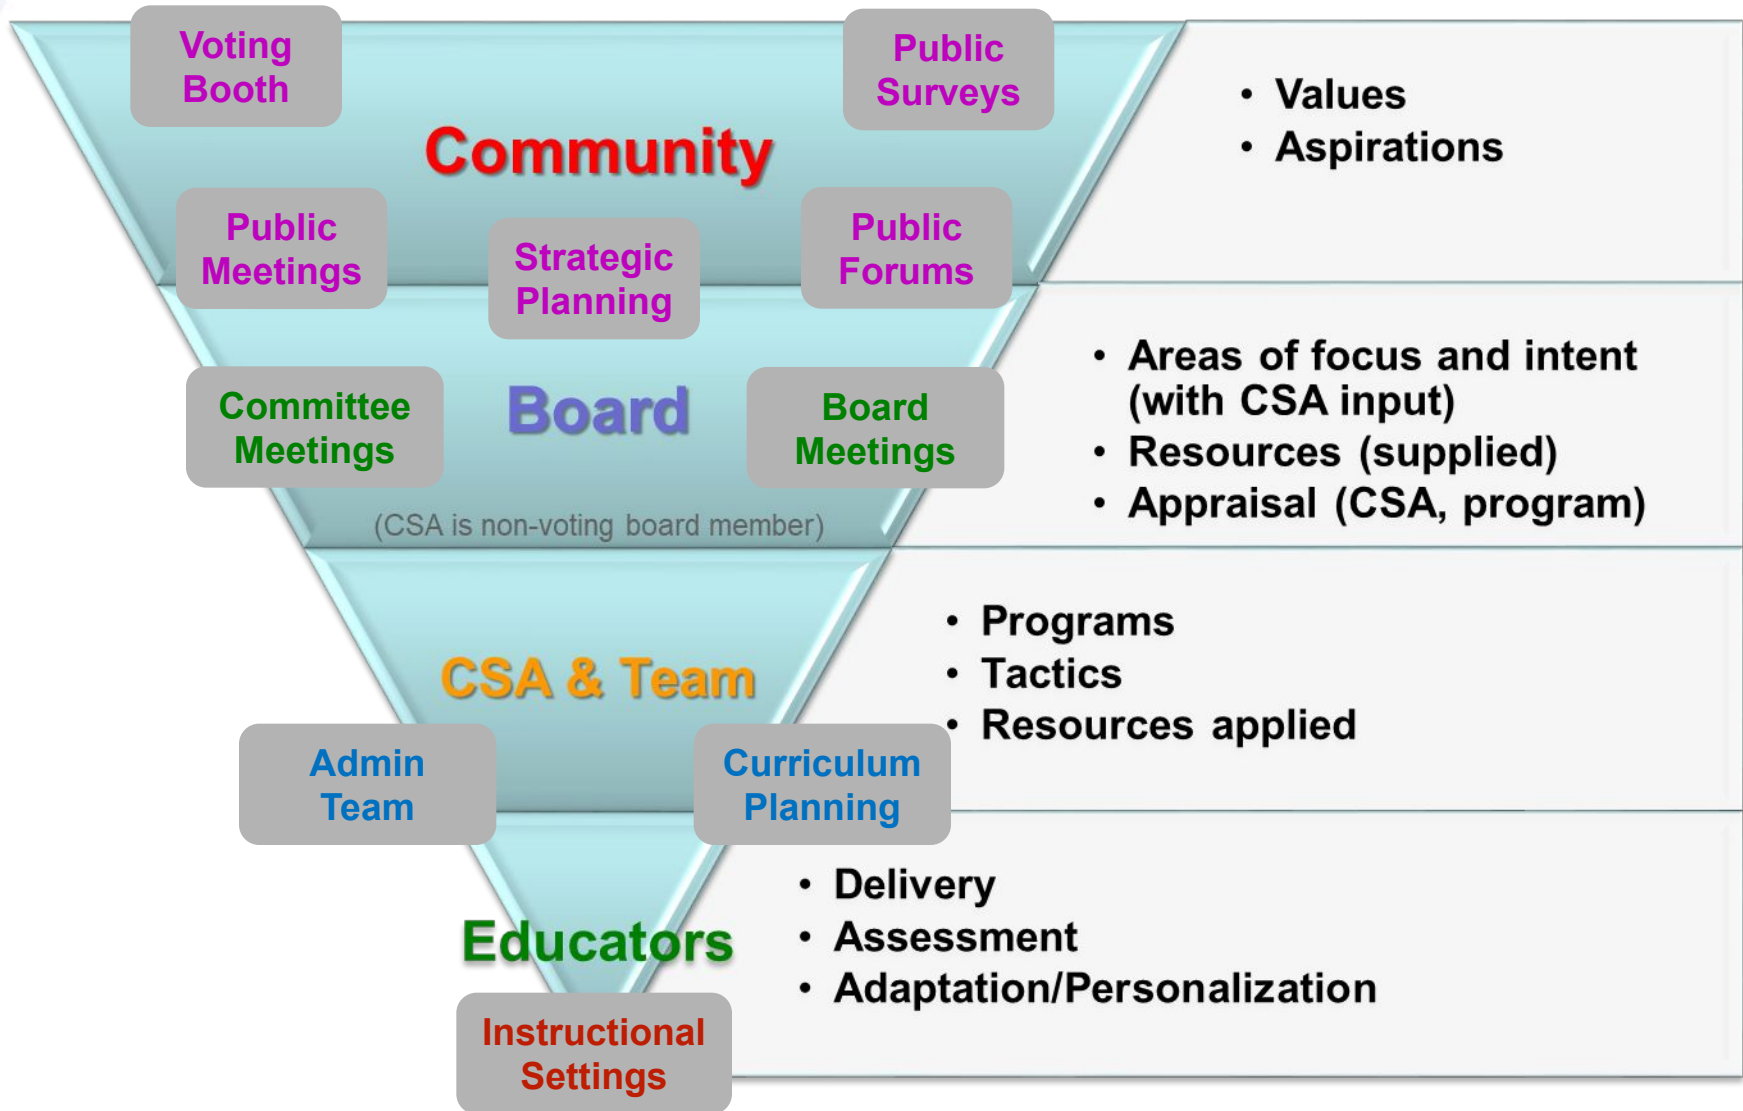 Voting
Booth
Public
Surveys
Community
Public
Meetings
Strategic
Planning
Public
Forums
• Values
• Aspirations
Committee
Meetings
Board
Board
Meetings
(CSA is non-voting board member)
• Areas of focus and intent
(with CSA input)
• Resources (supplied)
• Appraisal (CSA, program)
CSA & Team
Admin
Team
Curriculum
Planning
• Programs
• Tactics
• Resources applied
Educators
Instructional
Settings
• Delivery
• Assessment
• Adaptation/Personalization